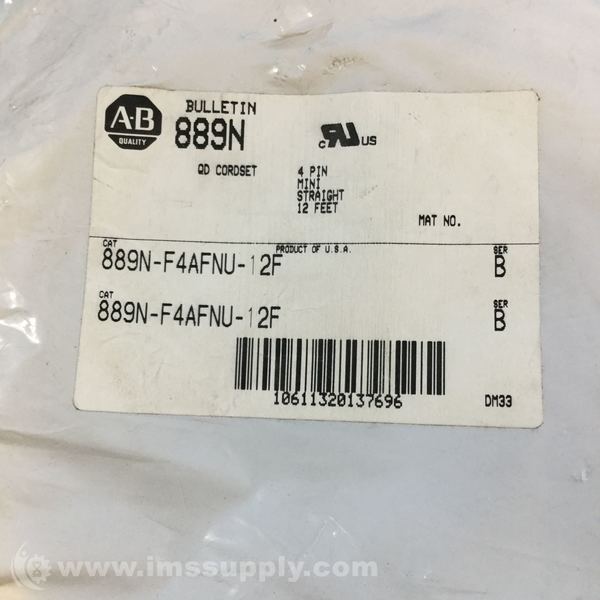 A-B
QUALITY
BULLETIN
889N
c RU US
QD CORDSET
4 PIN
MINI
STRAIGHT
12 FEET
MAT NO.
PRODUCT OF U.S.A.
CAT
889N-F4AFNU-12F
SER
B
CAT
889N-F4AFNU-12F
SER
B
10611320137696
DM33
© www.imssupply.com/